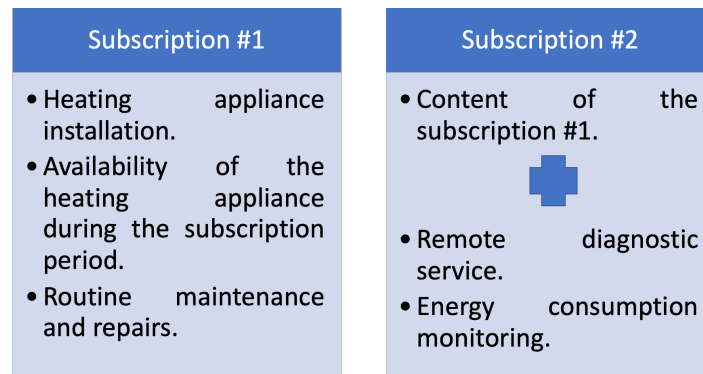 Subscription #1
• Heating appliance
installation.
• Availability of the
heating appliance
during the subscription
period.
• Routine maintenance
and repairs.
Subscription #2
• Content of the
subscription #1.
• Remote diagnostic
service.
• Energy consumption
monitoring.